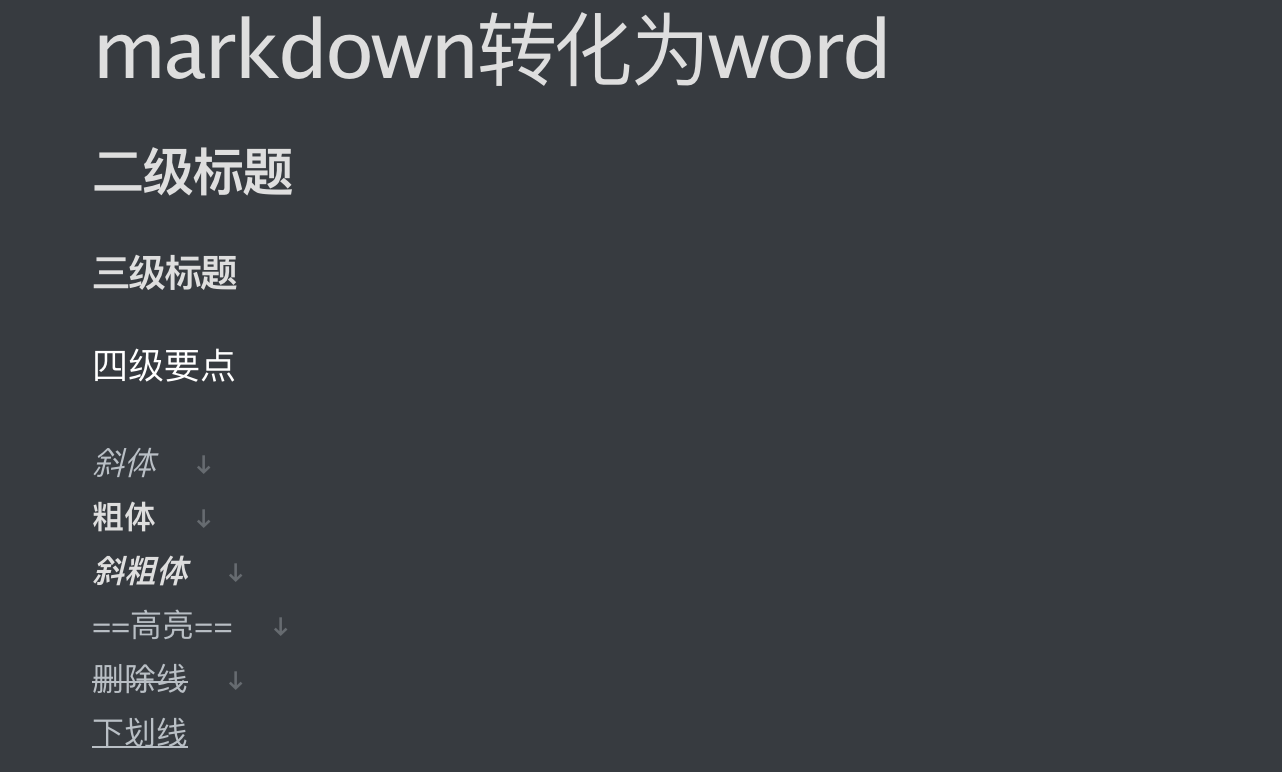 markdown转化为word
二级标题
三级标题
四级要点
斜体 ↓
粗体 ↓
斜粗体 ↓
==高亮== ↓
删除线 ↓
下划线